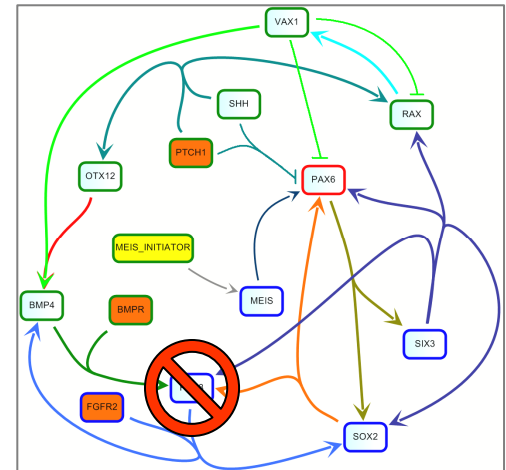 VAX1
SHH
RAX
PTCH1
OTX12
PAX6
MEIS_INITIATOR
BMP4
BMPR
MEIS
SIX3
FGFR2
SOX2